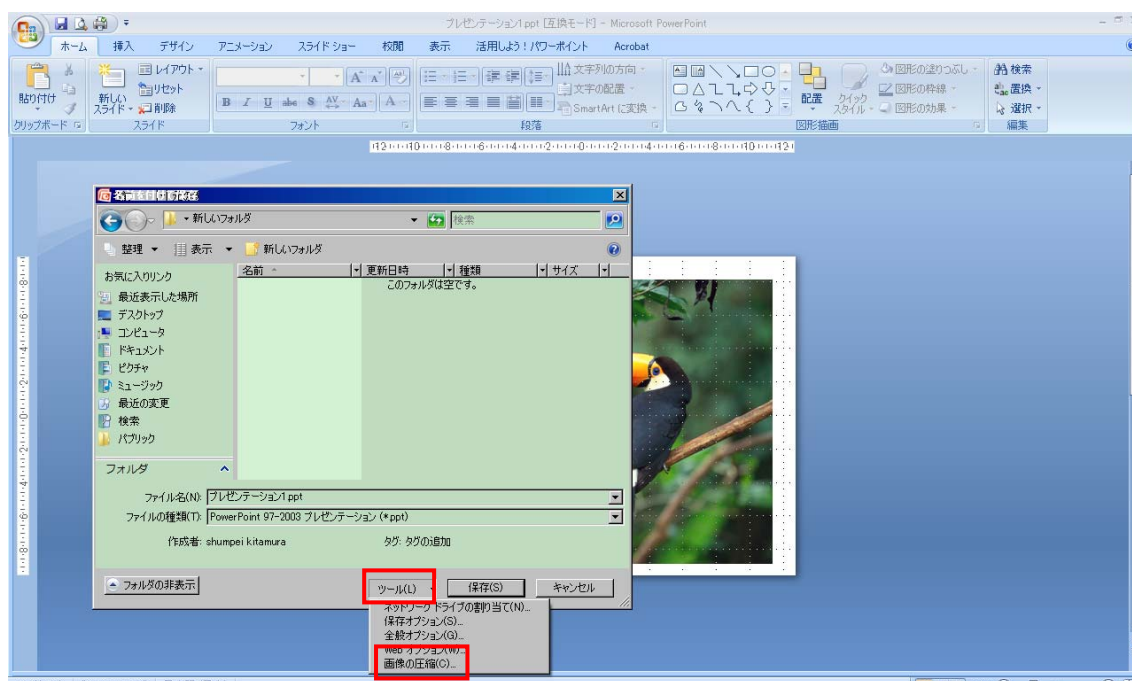 プレゼンテーション1.ppt [互換モード] - Microsoft PowerPoint
ホーム 挿入 デザイン アニメーション スライド ショー 校閲 表示 活用しよう！パワーポイント Acrobat
貼り付け
クリップボード
新しい
スライド
レイアウト
リセット
削除
スライド
B I U abc S AV Aa A
フォント
文字列の方向
文字の配置
SmartArt に変換
段落
配置
クイック
スタイル
図形の塗りつぶし
図形の枠線
図形の効果
図形描画
検索
置換
選択
編集
名前を付けて保存
新しいフォルダ
検索
整理 表示 新しいフォルダ
お気に入りリンク
最近表示した場所
デスクトップ
コンピュータ
ドキュメント
ピクチャ
ミュージック
最近の変更
検索
パブリック
フォルダ
名前 更新日時 種類 サイズ
このフォルダは空です。
ファイル名(N): プレゼンテーション1.ppt
ファイルの種類(T): PowerPoint 97-2003 プレゼンテーション (*.ppt)
作成者: shumpei kitamura タグ: タグの追加
フォルダの非表示 ツール(L) 保存(S) キャンセル
ネットワーク ドライブの割り当て(N)...
保存オプション(S)...
全般オプション(G)...
Web オプション(W)...
画像の圧縮(C)...